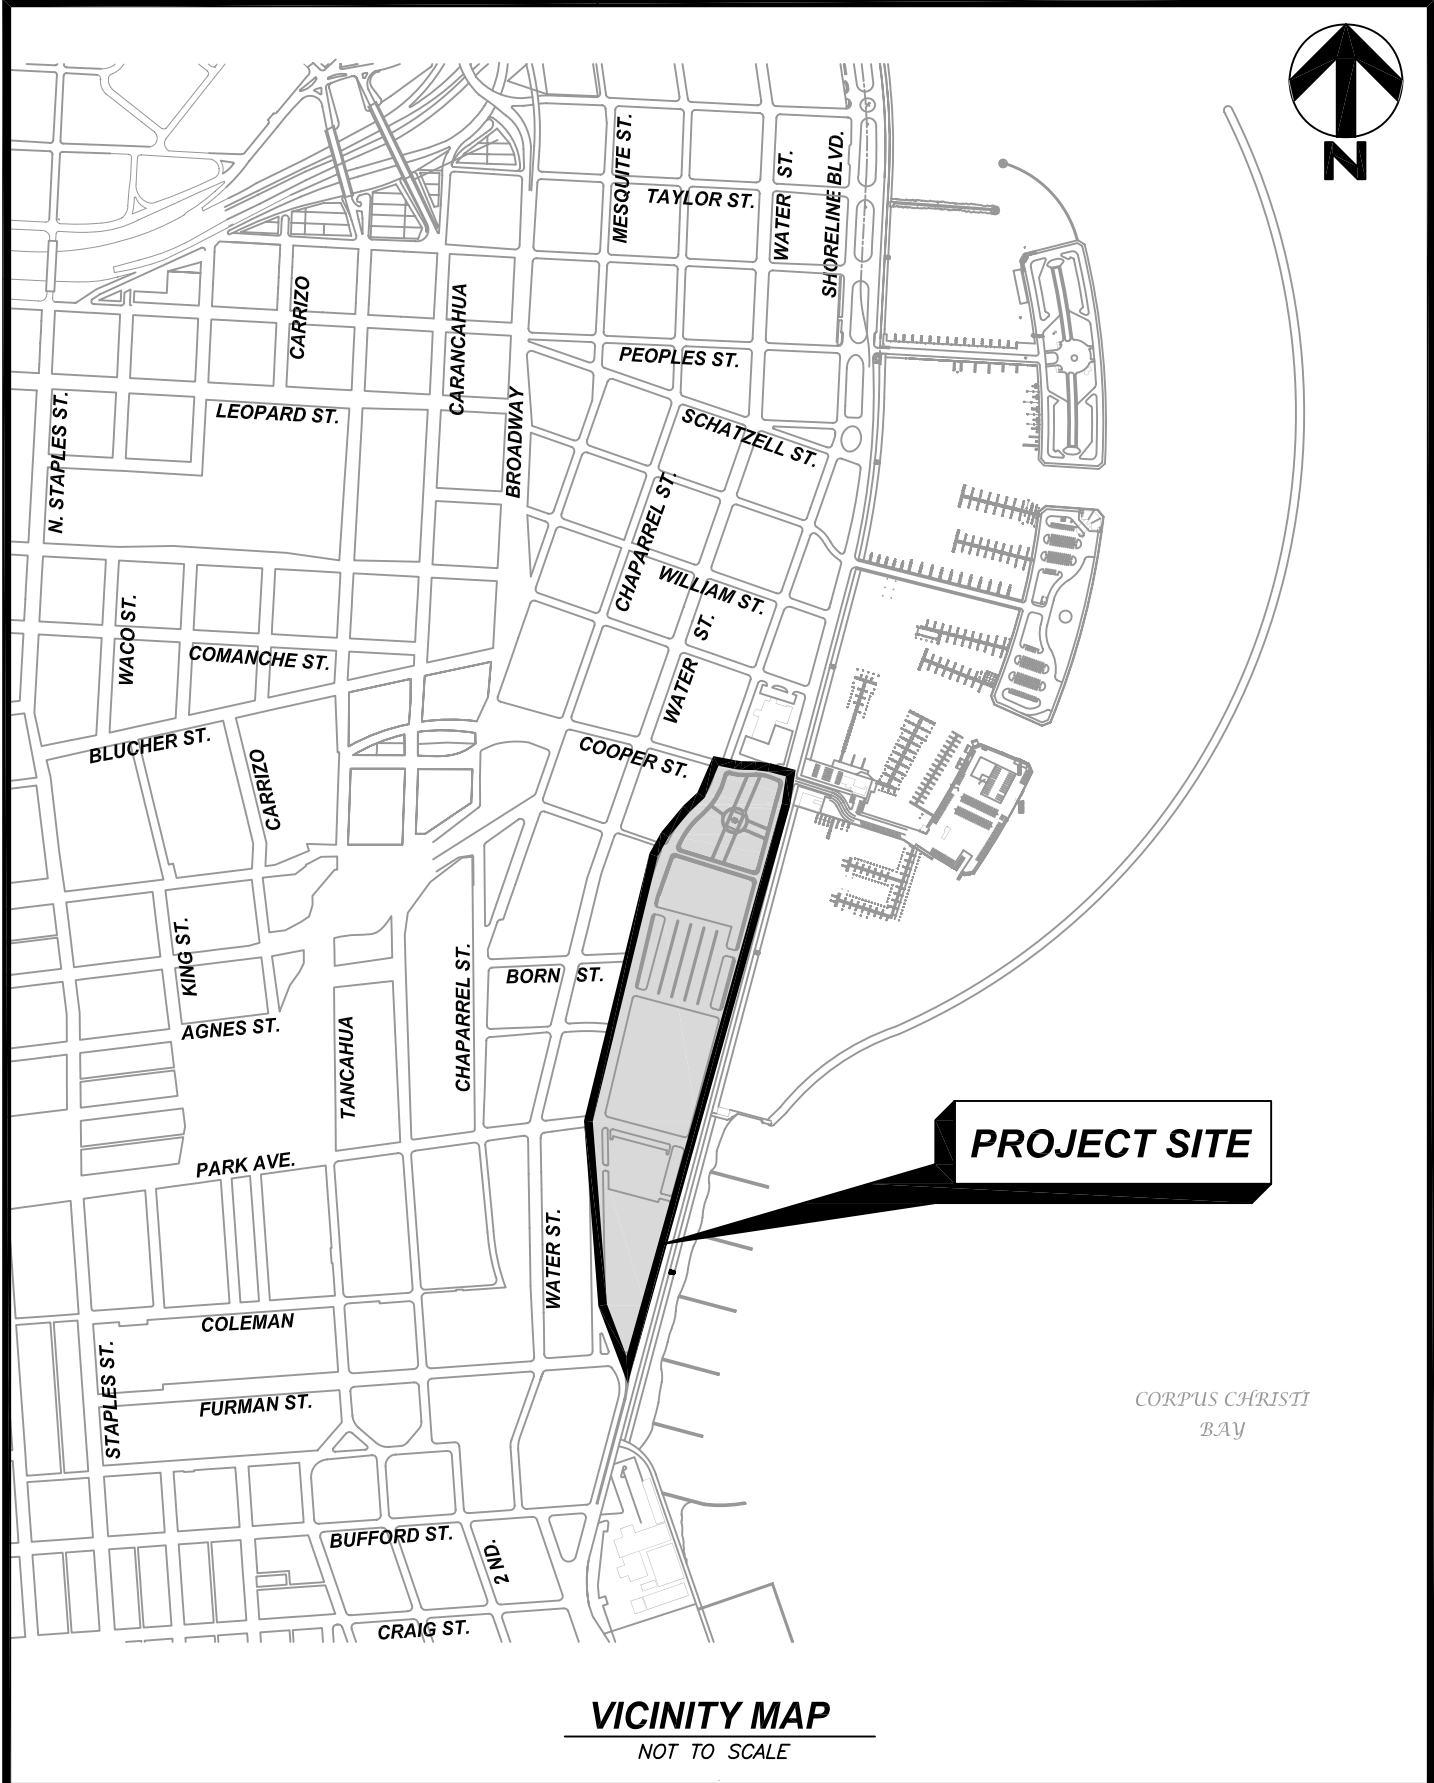 N
MESQUITE ST.
TAYLOR ST.
WATER ST.
SHORELINE BLVD.
CARRIZO
CARANCAHUA
PEOPLES ST.
N. STAPLES ST.
LEOPARD ST.
BROADWAY
SCHATZELL ST.
CHAPARREL ST.
WILLIAM ST.
WACO ST.
COMANCHE ST.
WATER ST.
BLUCHER ST.
CARRIZO
COOPER ST.
KING ST.
BORN ST.
CHAPARREL ST.
AGNES ST.
TANCAHUA
PROJECT SITE
PARK AVE.
WATER ST.
COLEMAN
STAPLES ST.
FURMAN ST.
CORPUS CHRISTI
BAY
BUFFORD ST.
2 ND.
CRAIG ST.
VICINITY MAP
NOT TO SCALE